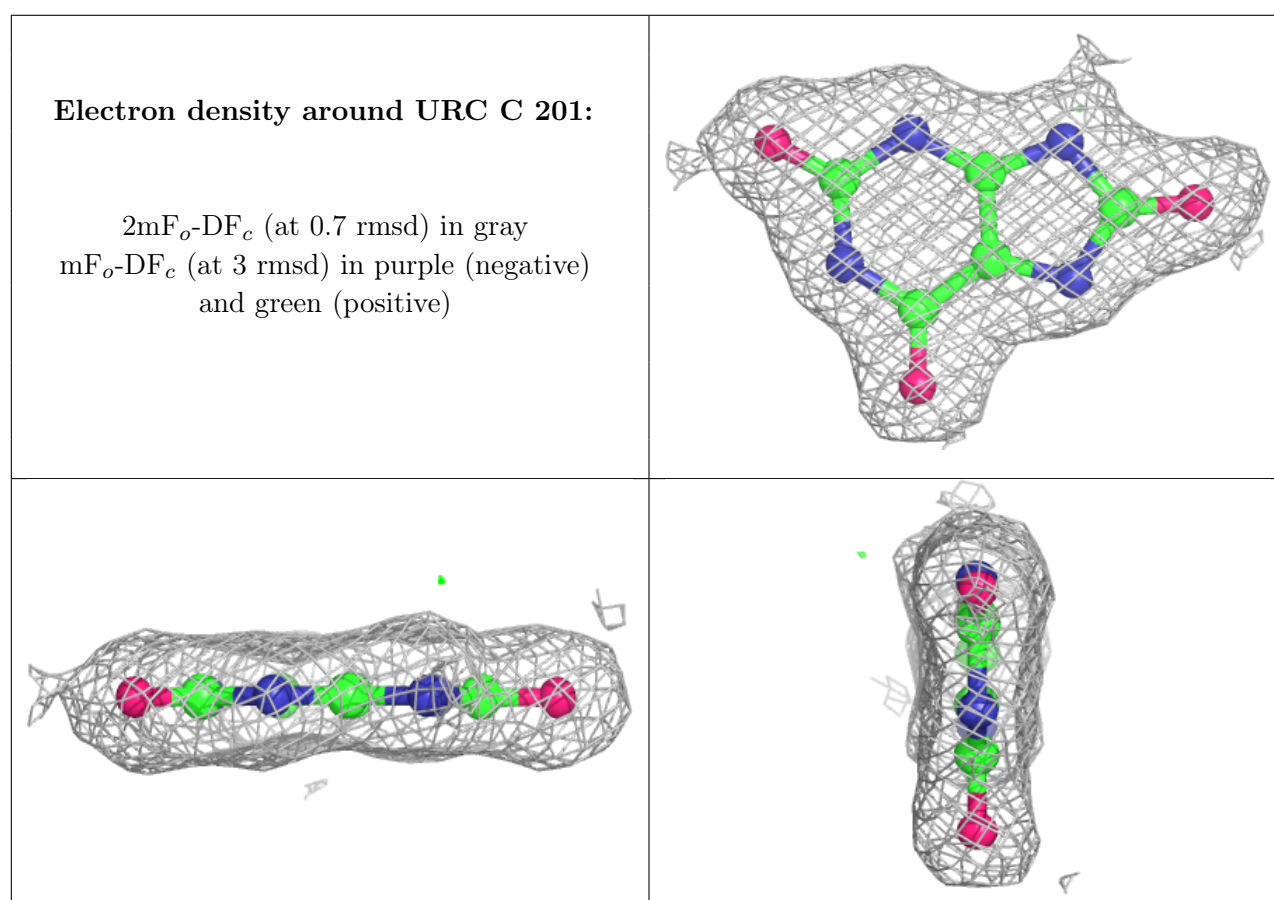 Electron density around URC C 201:
2mFo-DFc (at 0.7 rmsd) in gray
mFo-DFc (at 3 rmsd) in purple (negative)
and green (positive)